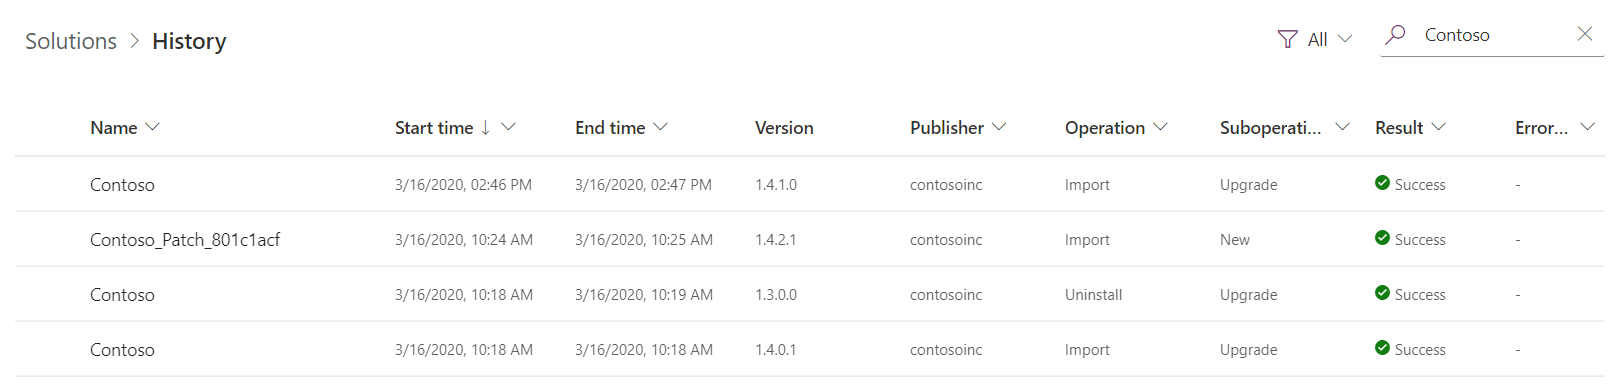 Solutions > History All Contoso
Name Start time ↓ End time Version Publisher Operation Suboperati... Result Error...
Contoso 3/16/2020, 02:46 PM 3/16/2020, 02:47 PM 1.4.1.0 contosoinc Import Upgrade Success -
Contoso_Patch_801c1acf 3/16/2020, 10:24 AM 3/16/2020, 10:25 AM 1.4.2.1 contosoinc Import New Success -
Contoso 3/16/2020, 10:18 AM 3/16/2020, 10:19 AM 1.3.0.0 contosoinc Uninstall Upgrade Success -
Contoso 3/16/2020, 10:18 AM 3/16/2020, 10:18 AM 1.4.0.1 contosoinc Import Upgrade Success -